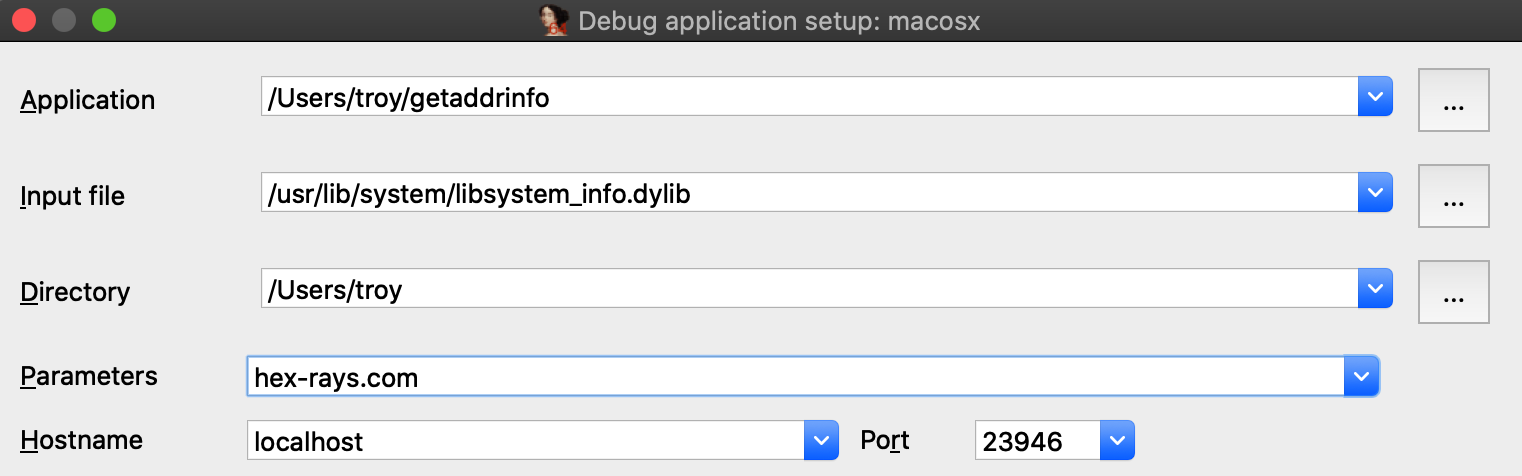 Debug application setup: macosx
Application /Users/troy/getaddrinfo ...
Input file /usr/lib/system/libsystem_info.dylib ...
Directory /Users/troy ...
Parameters hex-rays.com
Hostname localhost Port 23946